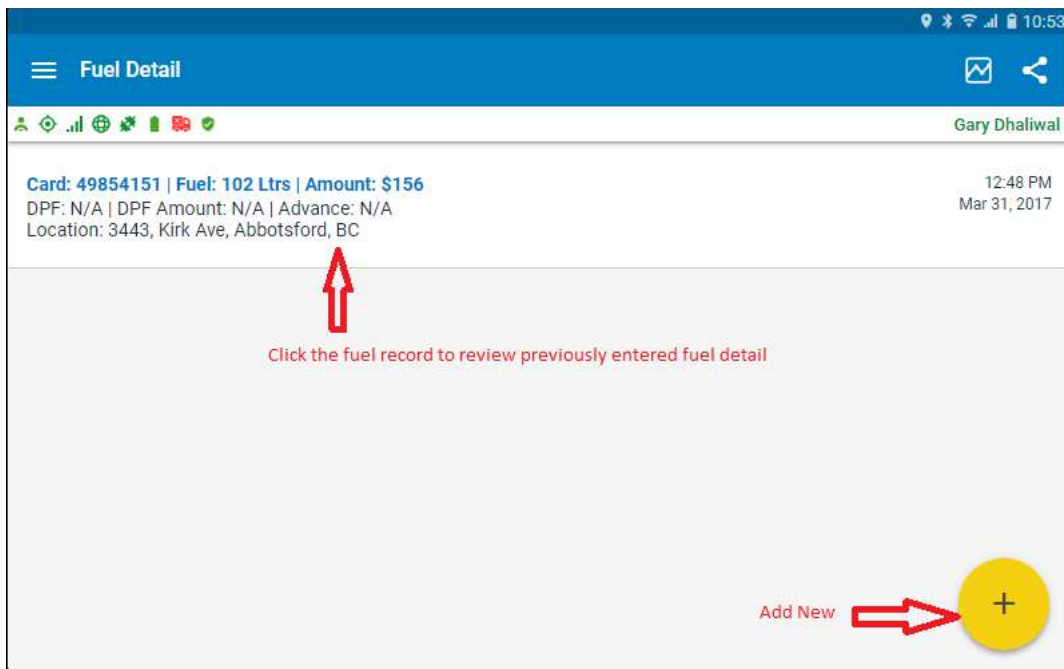 10:53
Fuel Detail
Gary Dhaliwal
Card: 49854151 | Fuel: 102 Ltrs | Amount: $156
12:48 PM
DPF: N/A | DPF Amount: N/A | Advance: N/A
Mar 31, 2017
Location: 3443, Kirk Ave, Abbotsford, BC
Click the fuel record to review previously entered fuel detail
Add New
+